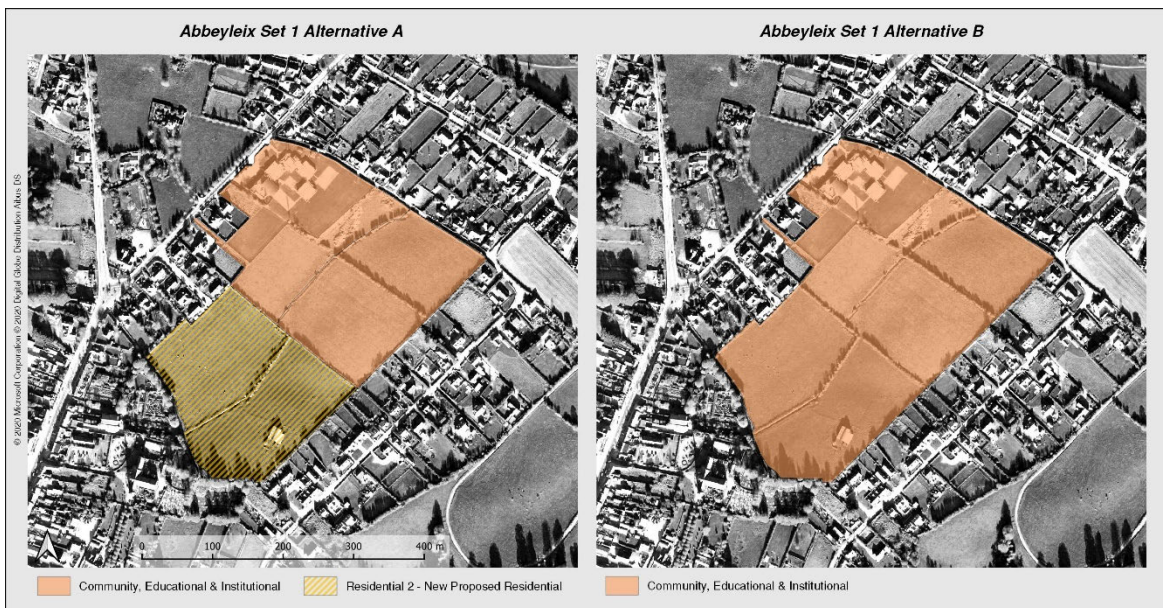 Abbeyleix Set 1 Alternative A
Abbeyleix Set 1 Alternative B
© 2020 Microsoft Corporation © 2020 Digital Globe Distribution Airbus DS
0 100 200 300 400 m
Community, Educational & Institutional
Residential 2 - New Proposed Residential
Community, Educational & Institutional